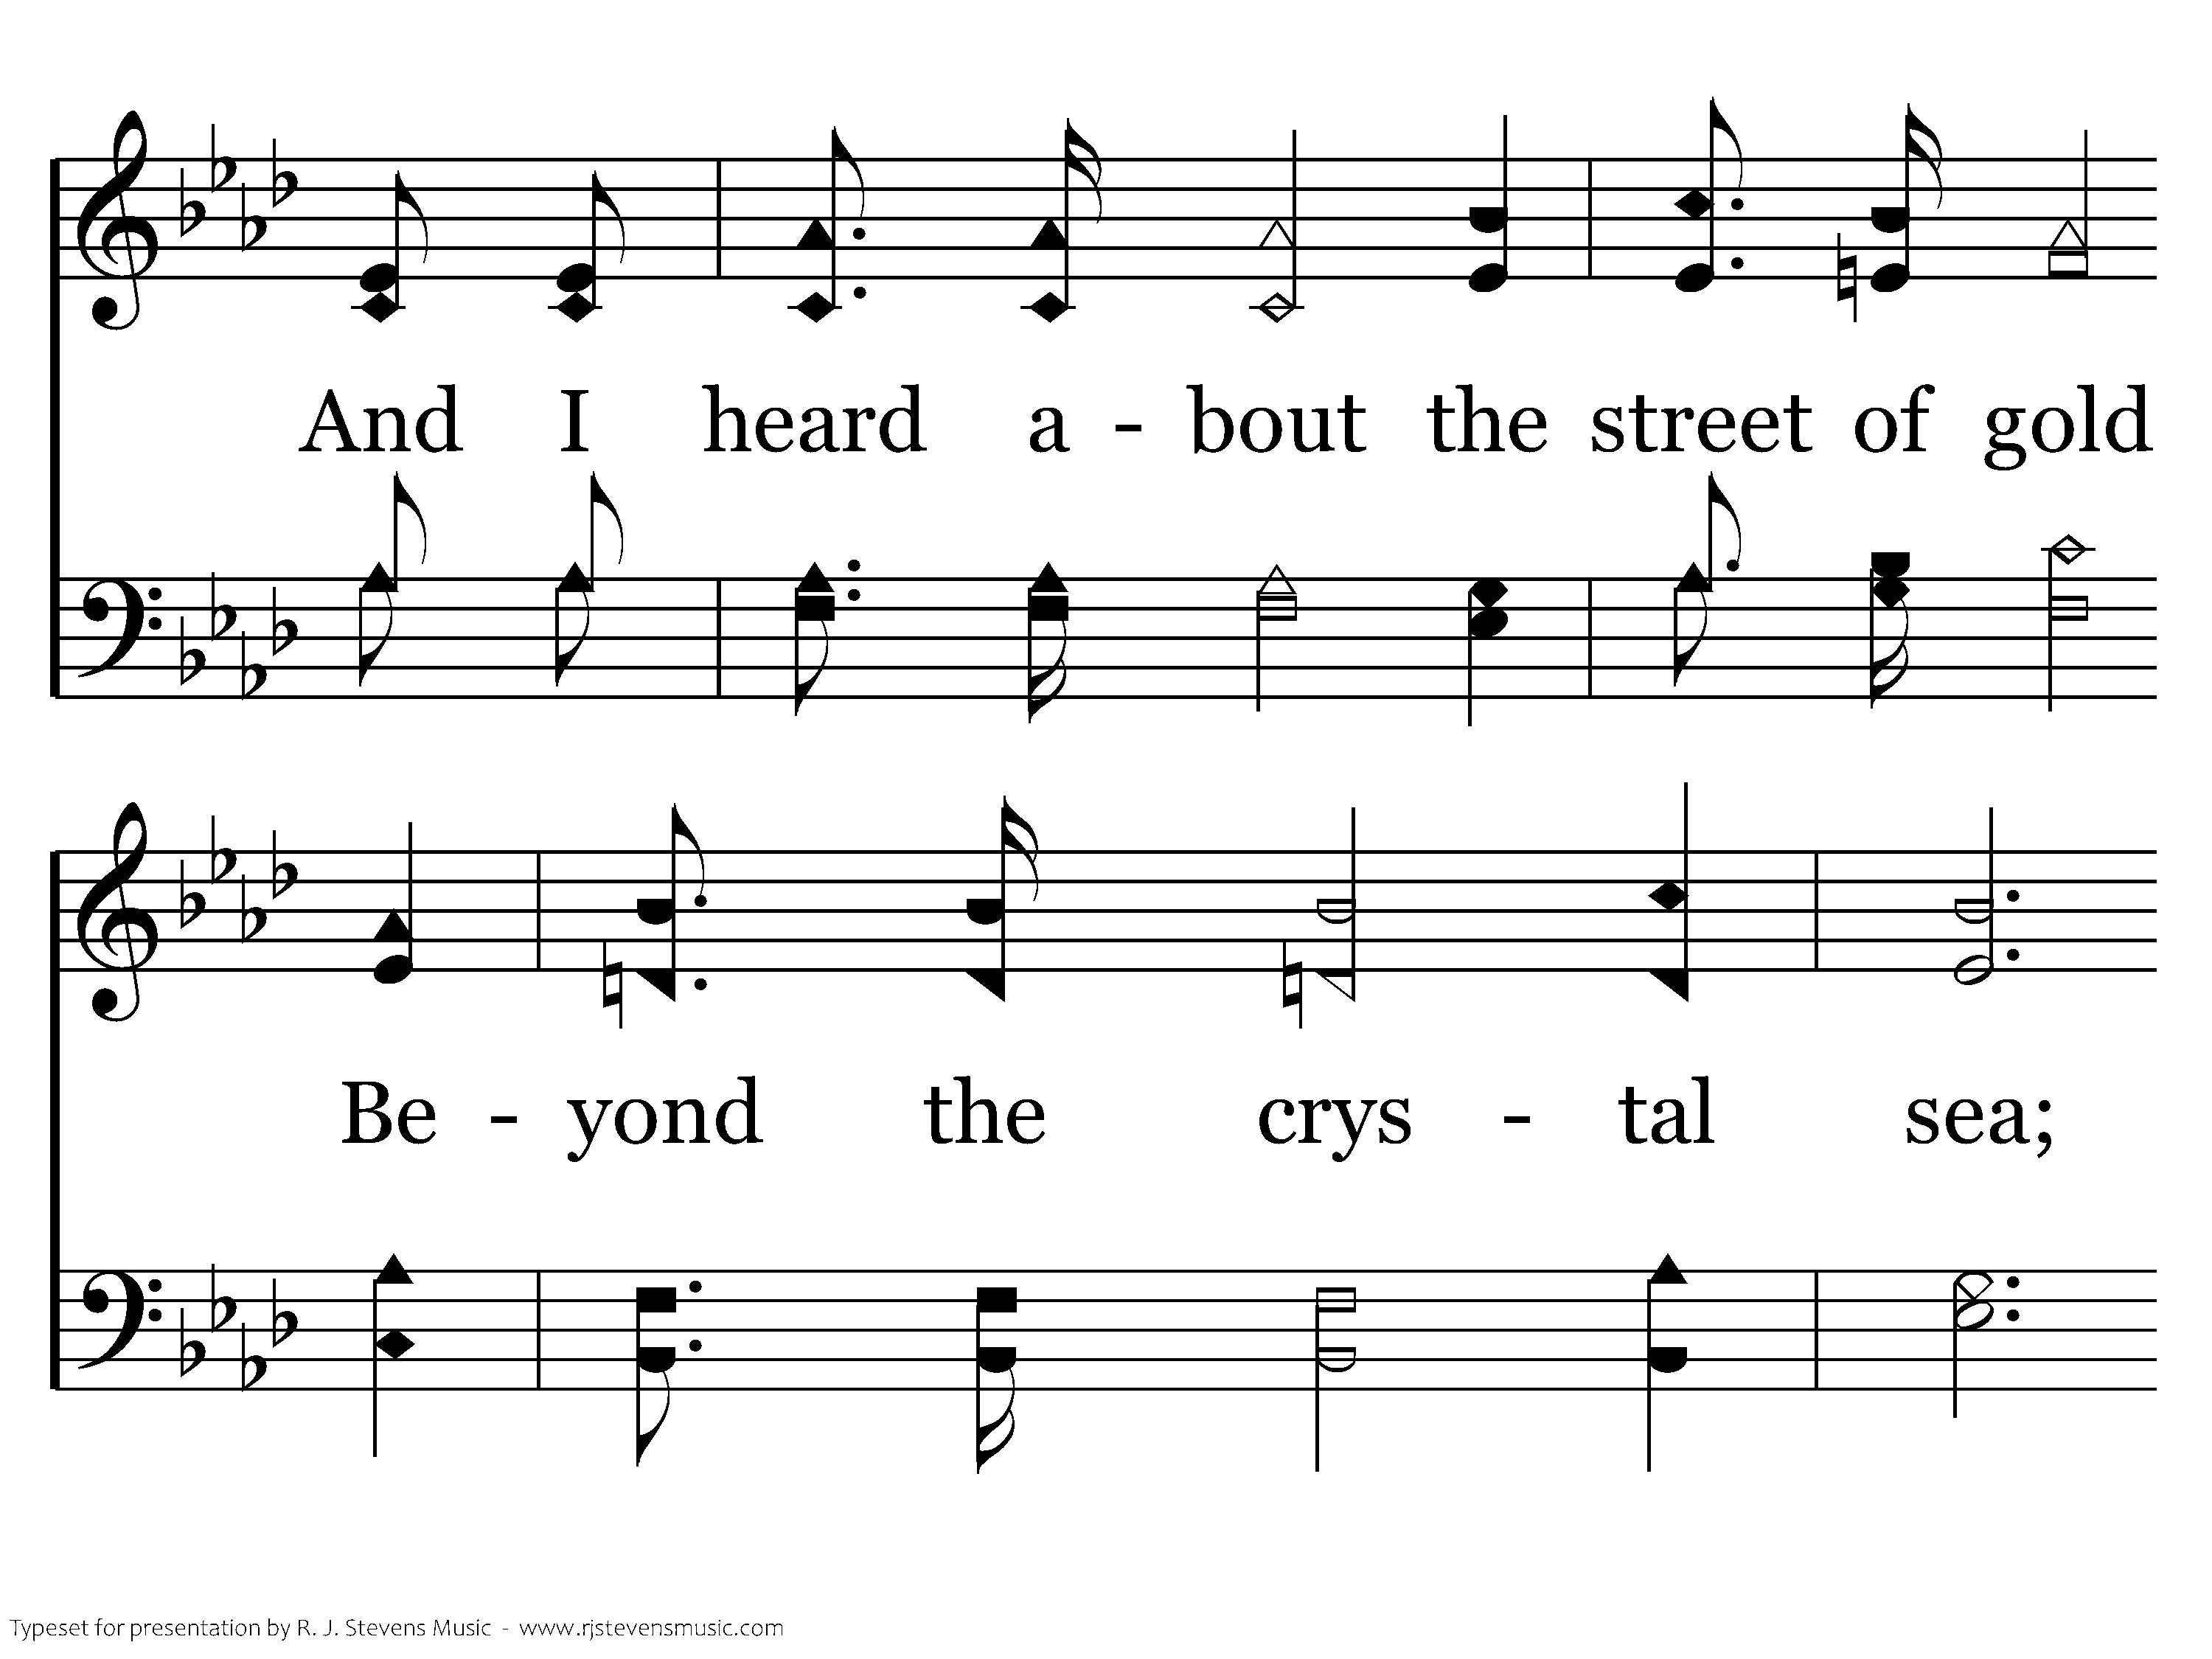 And I heard a - bout the street of gold
Be - yond the crys - tal sea;
Typeset for presentation by R. J. Stevens Music - www.rjstevensmusic.com